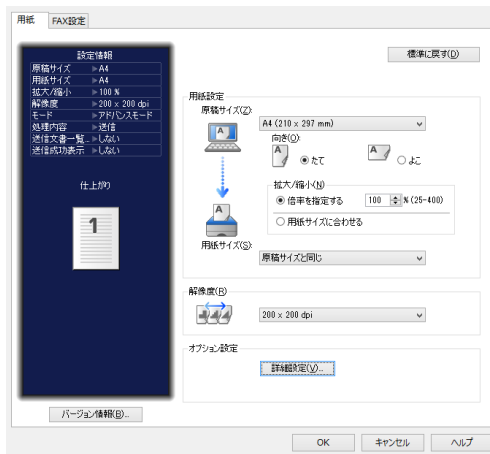 用紙
FAX設定
設定情報
原稿サイズ ▶A4
用紙サイズ ▶A4
拡大/縮小 ▶100 %
解像度 ▶200 x 200 dpi
モード ▶アドバンスモード
処理内容 ▶送信
送信文書一覧... ▶しない
送信成功表示 ▶しない
仕上がり
1
バージョン情報(B)...
標準に戻す(D)
用紙設定
原稿サイズ(Z):
A4 (210 x 297 mm)
向き(O):
たて
よこ
拡大/縮小(N)
倍率を指定する 100 % (25-400)
用紙サイズに合わせる
用紙サイズ(S):
原稿サイズと同じ
解像度(R)
200 x 200 dpi
オプション設定
詳細設定(V)...
OK
キャンセル
ヘルプ